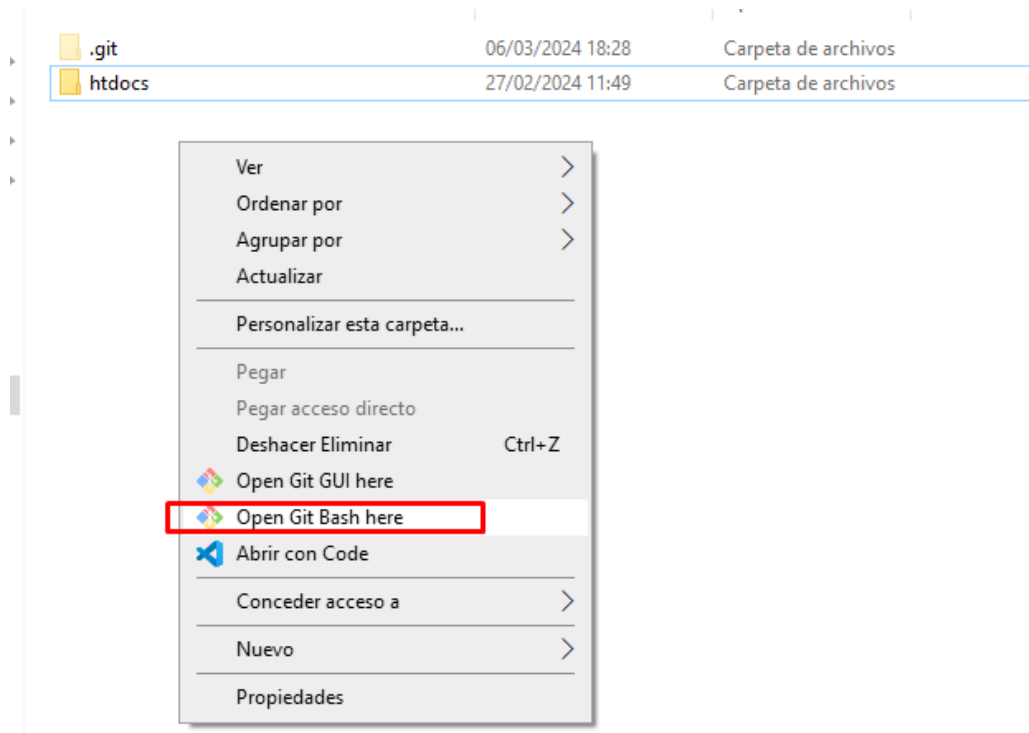 .git 06/03/2024 18:28 Carpeta de archivos
htdocs 27/02/2024 11:49 Carpeta de archivos
Ver
Ordenar por
Agrupar por
Actualizar
Personalizar esta carpeta...
Pegar
Pegar acceso directo
Deshacer Eliminar Ctrl+Z
Open Git GUI here
Open Git Bash here
Abrir con Code
Conceder acceso a
Nuevo
Propiedades